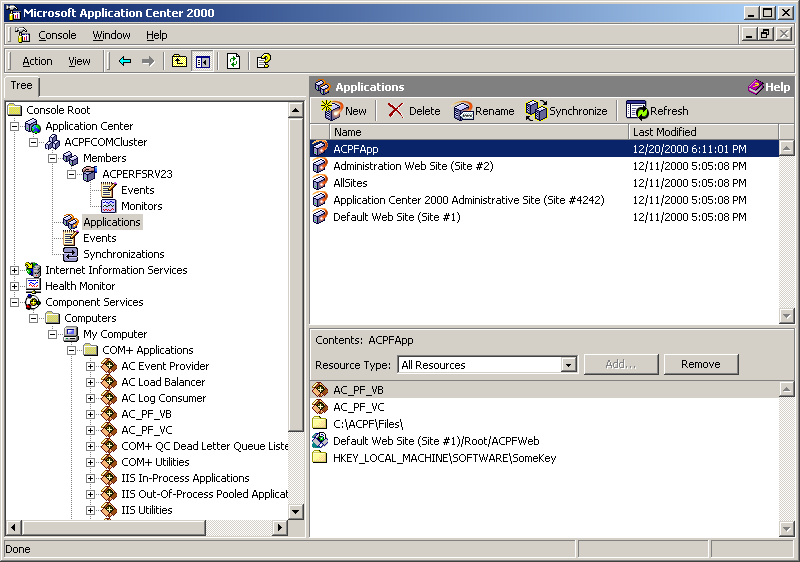 Microsoft Application Center 2000
Console Window Help
Action View
Tree
Console Root
Application Center
ACPFCOMCluster
Members
ACPERFSRV23
Events
Monitors
Applications
Events
Synchronizations
Internet Information Services
Health Monitor
Component Services
Computers
My Computer
COM+ Applications
AC Event Provider
AC Load Balancer
AC Log Consumer
AC_PF_VB
AC_PF_VC
COM+ QC Dead Letter Queue Liste
COM+ Utilities
IIS In-Process Applications
IIS Out-Of-Process Pooled Applicat
IIS Utilities
Applications Help
New Delete Rename Synchronize Refresh
Name Last Modified
ACPFApp 12/20/2000 6:11:01 PM
Administration Web Site (Site #2) 12/11/2000 5:05:08 PM
AllSites 12/11/2000 5:05:08 PM
Application Center 2000 Administrative Site (Site #4242) 12/11/2000 5:05:08 PM
Default Web Site (Site #1) 12/11/2000 5:05:08 PM
Contents: ACPFApp
Resource Type: All Resources Add... Remove
AC_PF_VB
AC_PF_VC
C:\ACPF\Files\
Default Web Site (Site #1)/Root/ACPFWeb
HKEY_LOCAL_MACHINE\SOFTWARE\SomeKey
Done